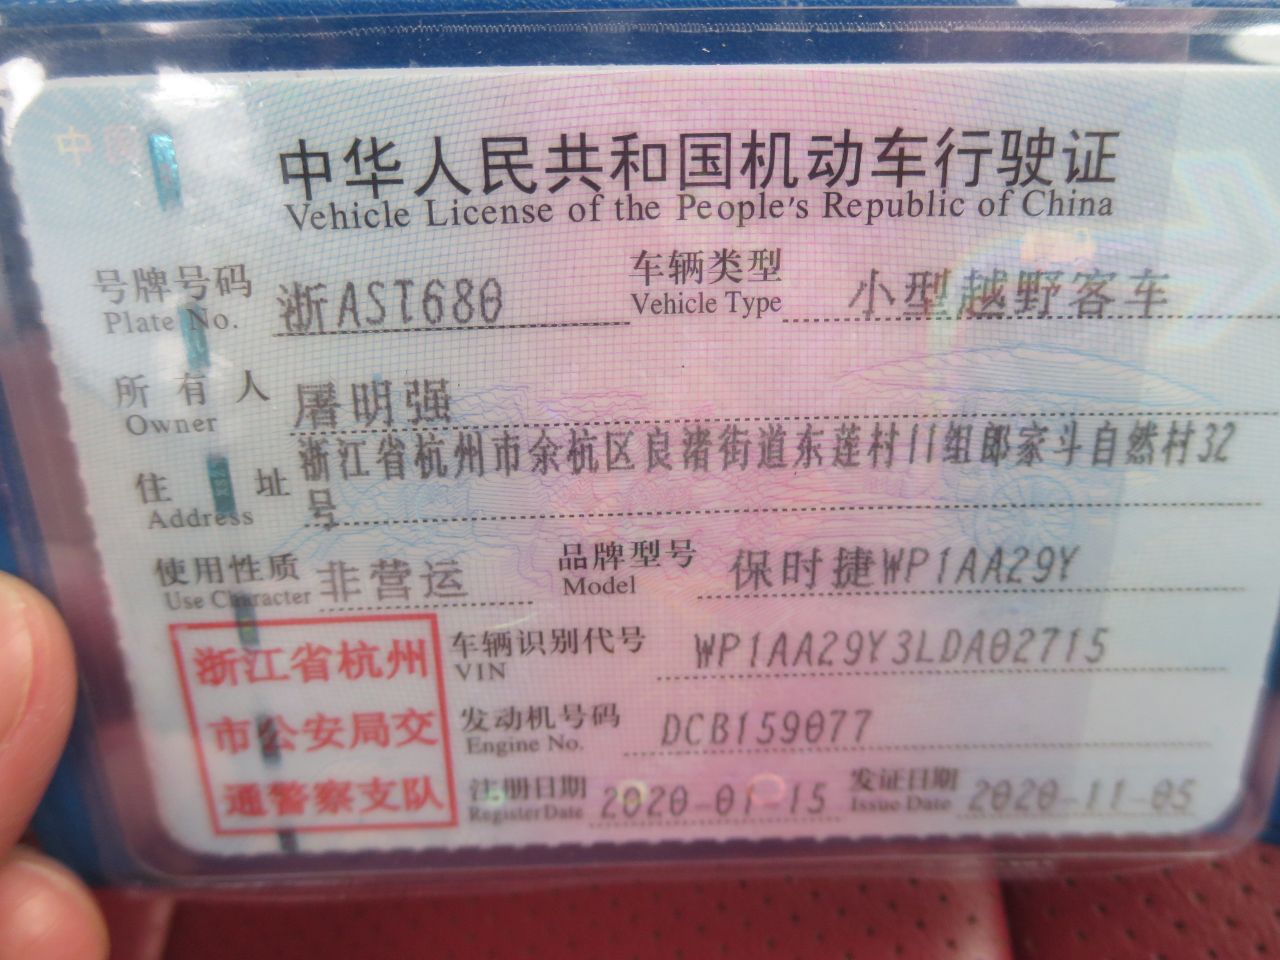 中华人民共和国机动车行驶证
Vehicle License of the People's Republic of China
号牌号码 浙AST680 车辆类型 小型越野客车
Plate No. Vehicle Type
所有人 屠明强
Owner
住址 浙江省杭州市余杭区良渚街道东莲村11组郎家斗自然村32
Address 号
使用性质 非营运 品牌型号 保时捷WP1AA29Y
Use Character Model
浙江省杭州 车辆识别代号 WP1AA29Y3LDA02715
VIN
市公安局交 发动机号码 DCB159077
Engine No.
通警察支队 注册日期 2020-01-15 发证日期 2020-11-05
Register Date Issue Date